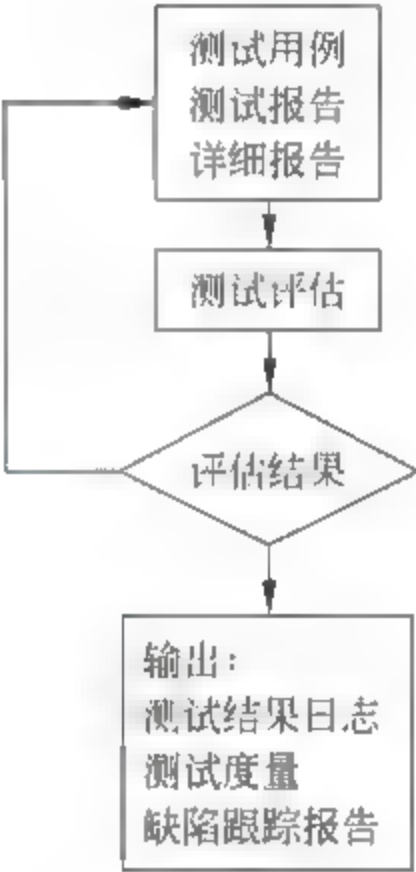 测试用例
测试报告
详细报告
测试评估
评估结果
输出：
测试结果日志
测试度量
缺陷跟踪报告